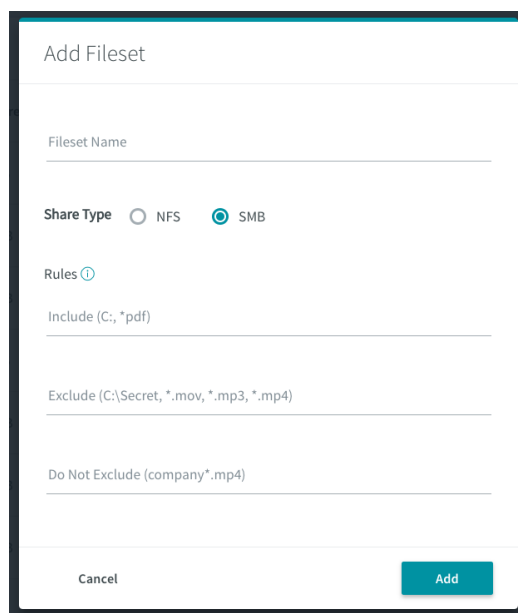 Add Fileset
Fileset Name
Share Type NFS SMB
Rules
Include (C:, *pdf)
Exclude (C:\Secret, *.mov, *.mp3, *.mp4)
Do Not Exclude (company*.mp4)
Cancel Add